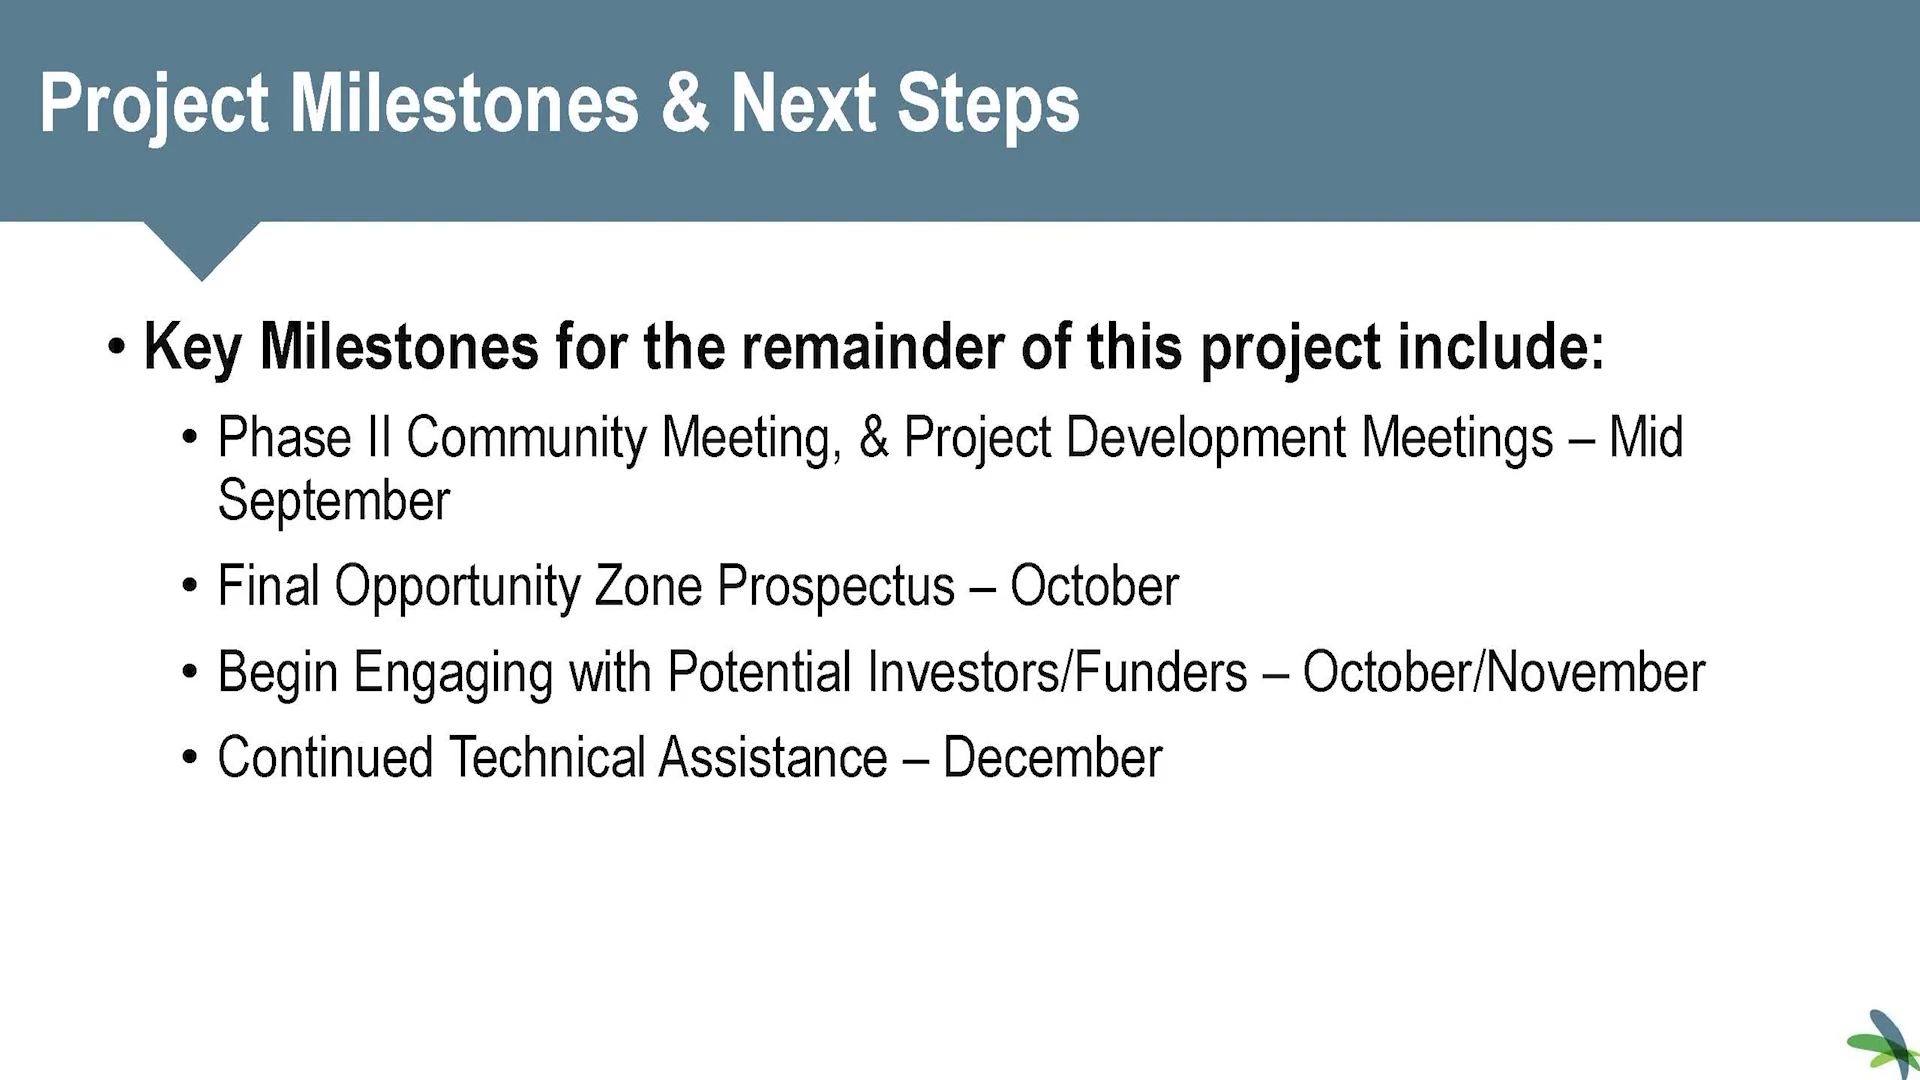 Project Milestones & Next Steps
• Key Milestones for the remainder of this project include:
• Phase II Community Meeting, & Project Development Meetings – Mid
September
• Final Opportunity Zone Prospectus – October
• Begin Engaging with Potential Investors/Funders – October/November
• Continued Technical Assistance – December